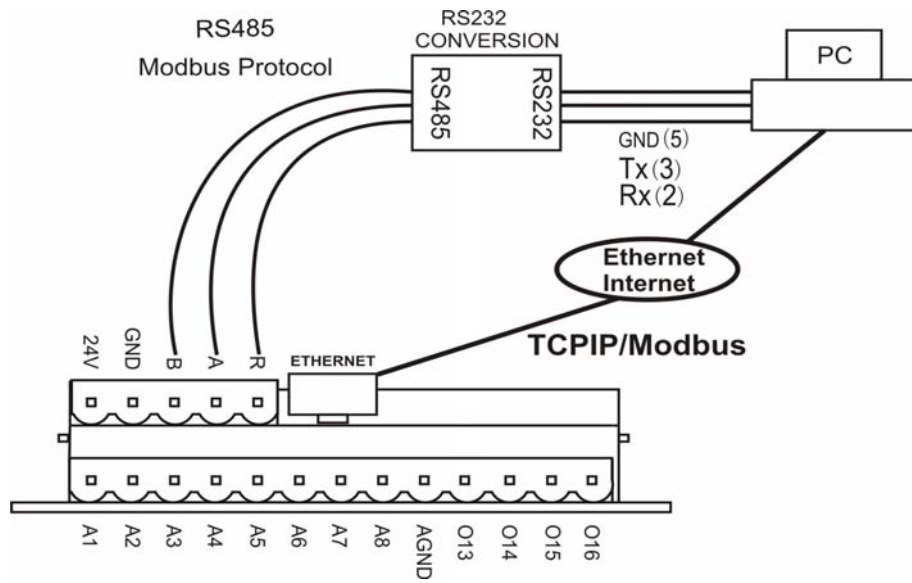 RS485
Modbus Protocol
RS232
CONVERSION
RS485
RS232
PC
GND(5)
Tx(3)
Rx(2)
Ethernet
Internet
TCPIP/Modbus
24V
GND
B
A
R
ETHERNET
A1
A2
A3
A4
A5
A6
A7
A8
AGND
O13
O14
O15
O16